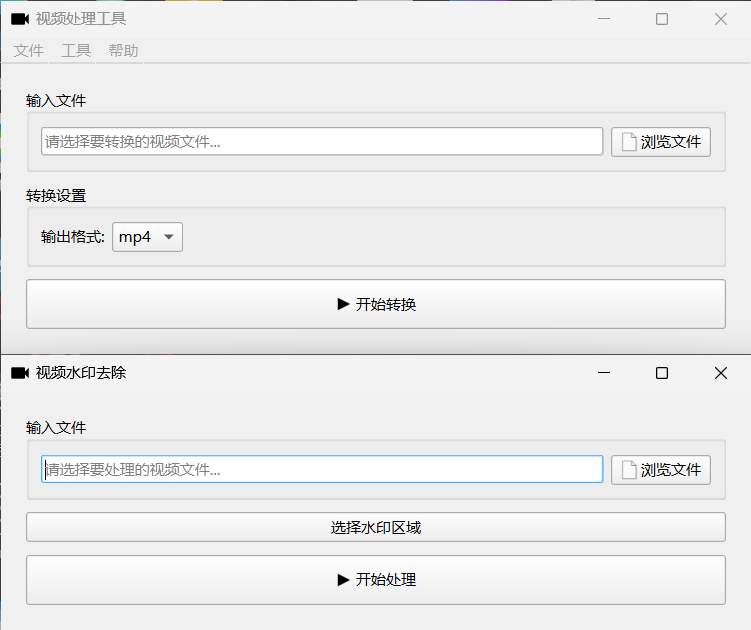 视频处理工具
文件 工具 帮助
输入文件
请选择要转换的视频文件... 浏览文件
转换设置
输出格式: mp4
开始转换
视频水印去除
输入文件
请选择要处理的视频文件... 浏览文件
选择水印区域
开始处理